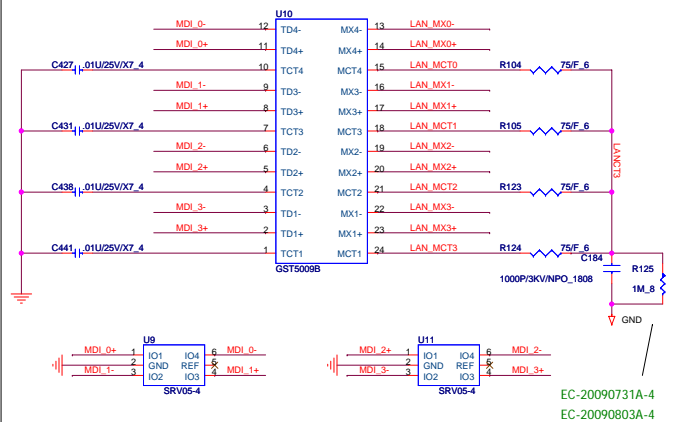 U10
MDI_0- 12 TD4- MX4- 13 LAN_MX0-
MDI_0+ 11 TD4+ MX4+ 14 LAN_MX0+
C427 .01U/25V/X7_4 10 TCT4 MCT4 15 LAN_MCT0 R104 75/F_6
MDI_1- 9 TD3- MX3- 16 LAN_MX1-
MDI_1+ 8 TD3+ MX3+ 17 LAN_MX1+
C431 .01U/25V/X7_4 7 TCT3 MCT3 18 LAN_MCT1 R105 75/F_6
MDI_2- 6 TD2- MX2- 19 LAN_MX2-
LANCT3
MDI_2+ 5 TD2+ MX2+ 20 LAN_MX2+
C438 .01U/25V/X7_4 4 TCT2 MCT2 21 LAN_MCT2 R123 75/F_6
MDI_3- 3 TD1- MX1- 22 LAN_MX3-
MDI_3+ 2 TD1+ MX1+ 23 LAN_MX3+
C441 .01U/25V/X7_4 1 TCT1 MCT1 24 LAN_MCT3 R124 75/F_6
GST5009B
C184
1000P/3KV/NPO_1808
R125
1M_8
GND
U9
MDI_0+ 1 IO1 IO4 6 MDI_0-
2 GND REF 5
MDI_1- 3 IO2 IO3 4 MDI_1+
SRV05-4
U11
MDI_2+ 1 IO1 IO4 6 MDI_2-
2 GND REF 5
MDI_3- 3 IO2 IO3 4 MDI_3+
SRV05-4
EC-20090731A-4
EC-20090803A-4